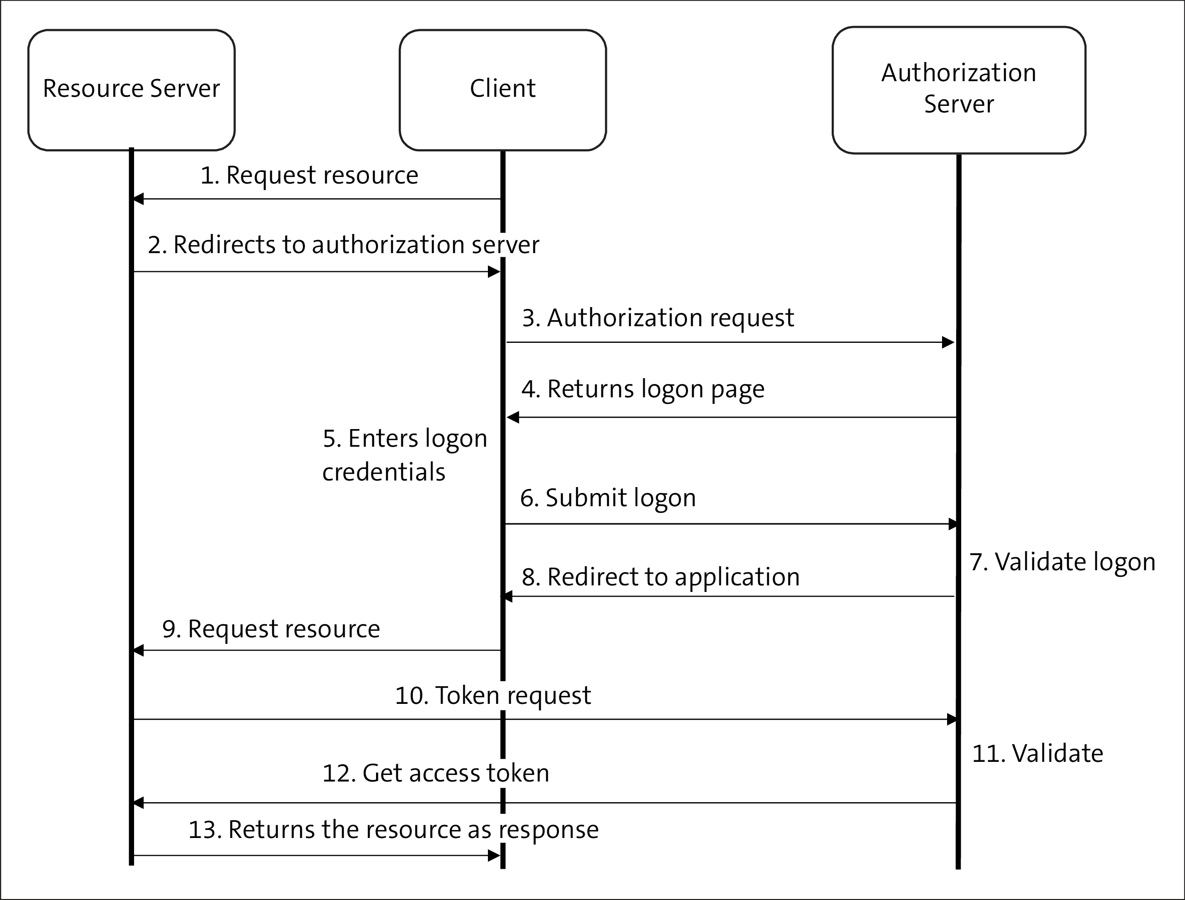 Resource Server
Client
Authorization
Server
1. Request resource
2. Redirects to authorization server
3. Authorization request
4. Returns logon page
5. Enters logon
credentials
6. Submit logon
7. Validate logon
8. Redirect to application
9. Request resource
10. Token request
11. Validate
12. Get access token
13. Returns the resource as response